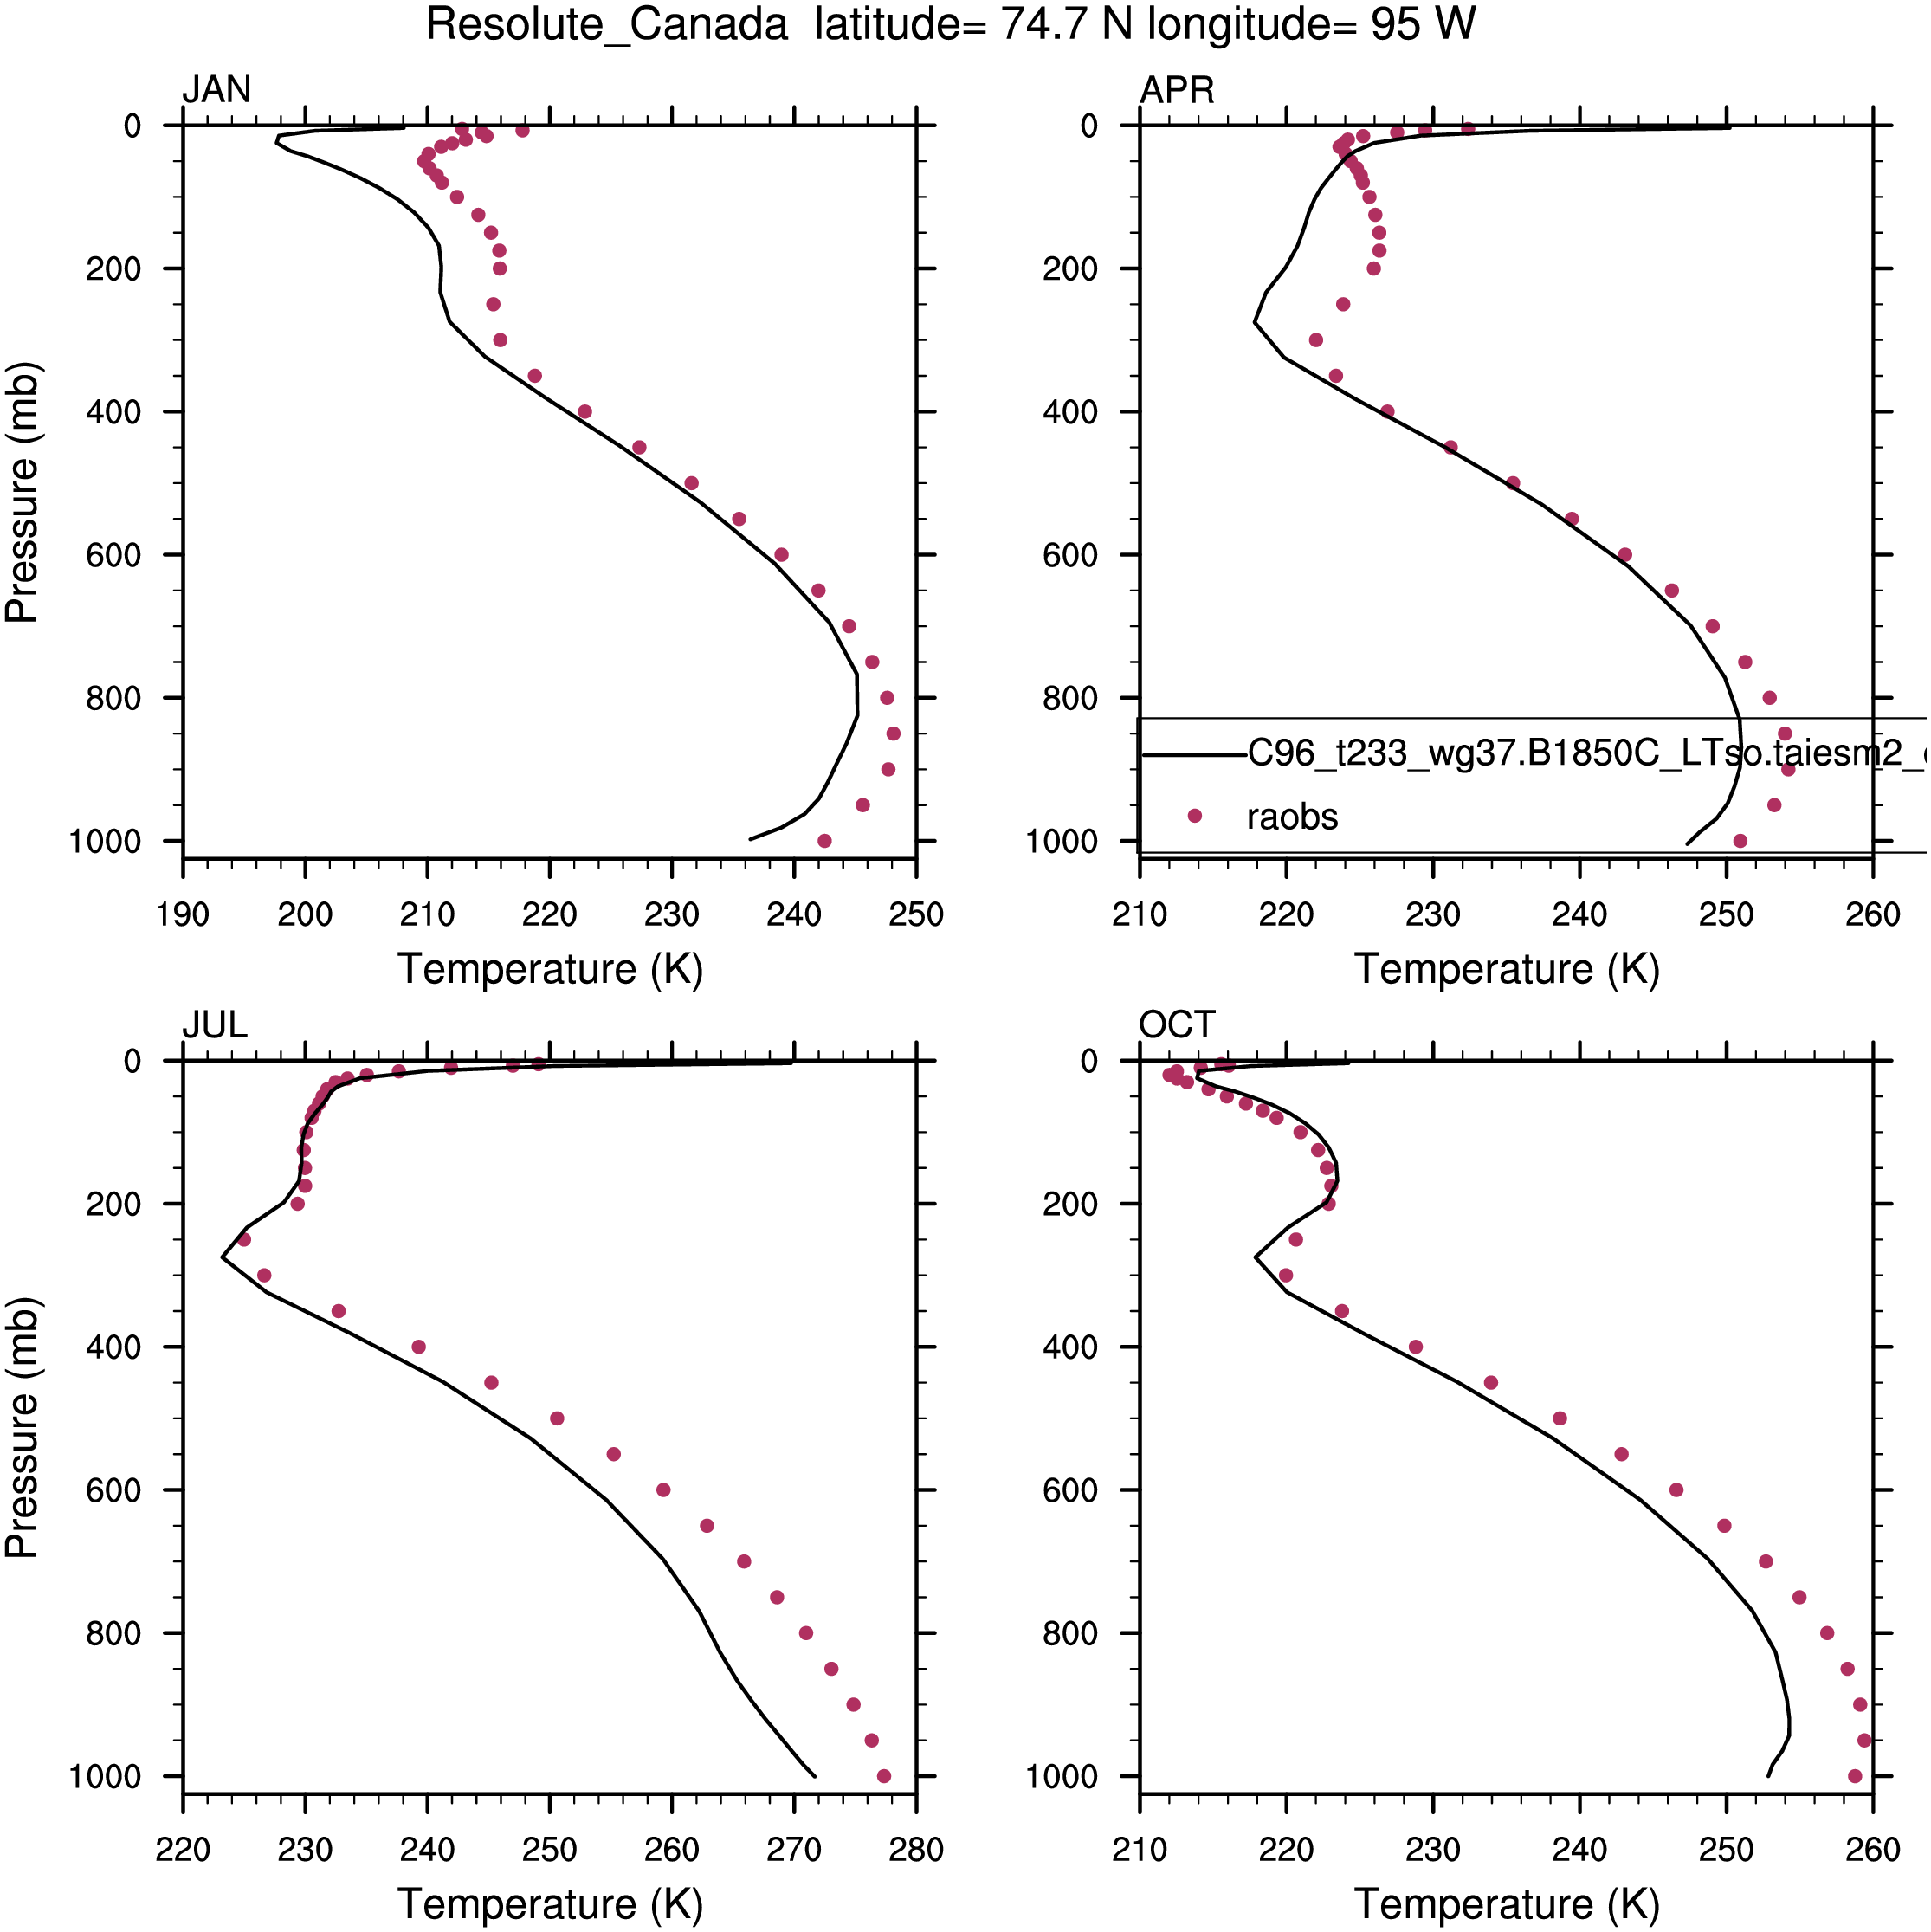 Resolute_Canada latitude= 74.7 N longitude= 95 W
JAN
0
200
400
600
800
1000
Pressure (mb)
190 200 210 220 230 240 250
Temperature (K)
APR
0
200
400
600
800
1000
C96_t233_wg37.B1850C_LTso.taiesm2_
raobs
210 220 230 240 250 260
Temperature (K)
JUL
0
200
400
600
800
1000
Pressure (mb)
220 230 240 250 260 270 280
Temperature (K)
OCT
0
200
400
600
800
1000
210 220 230 240 250 260
Temperature (K)